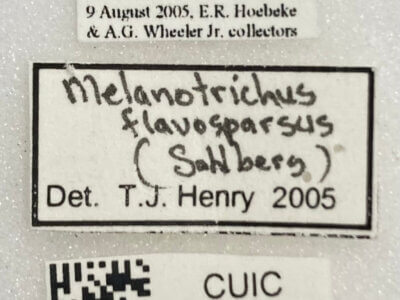 9 August 2005, E.R. Hoebeke
& A.G. Wheeler Jr. collectors
Melanotrichus
flavosparsus
(Sahlberg)
Det. T.J. Henry 2005
CUIC